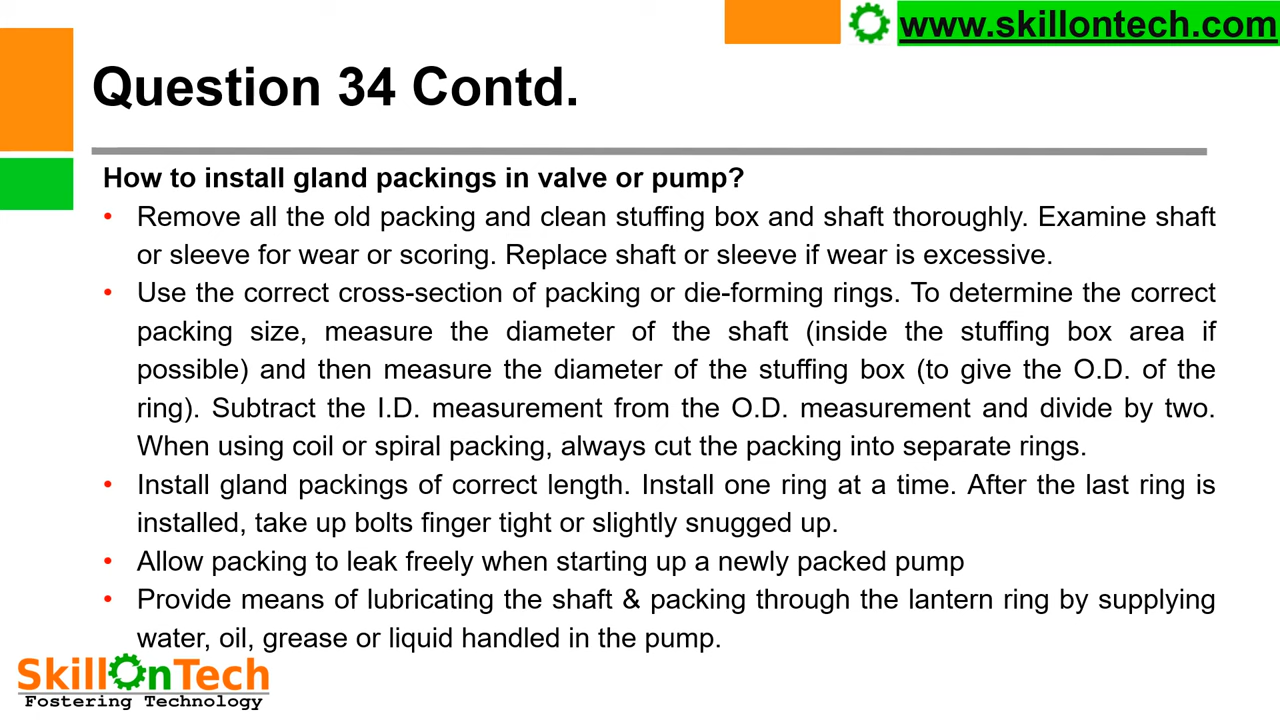 www.skillontech.com
Question 34 Contd.
How to install gland packings in valve or pump?
• Remove all the old packing and clean stuffing box and shaft thoroughly. Examine shaft
or sleeve for wear or scoring. Replace shaft or sleeve if wear is excessive.
• Use the correct cross-section of packing or die-forming rings. To determine the correct
packing size, measure the diameter of the shaft (inside the stuffing box area if
possible) and then measure the diameter of the stuffing box (to give the O.D. of the
ring). Subtract the I.D. measurement from the O.D. measurement and divide by two.
When using coil or spiral packing, always cut the packing into separate rings.
• Install gland packings of correct length. Install one ring at a time. After the last ring is
installed, take up bolts finger tight or slightly snugged up.
• Allow packing to leak freely when starting up a newly packed pump
• Provide means of lubricating the shaft & packing through the lantern ring by supplying
water, oil, grease or liquid handled in the pump.
SkillOnTech
Fostering Technology